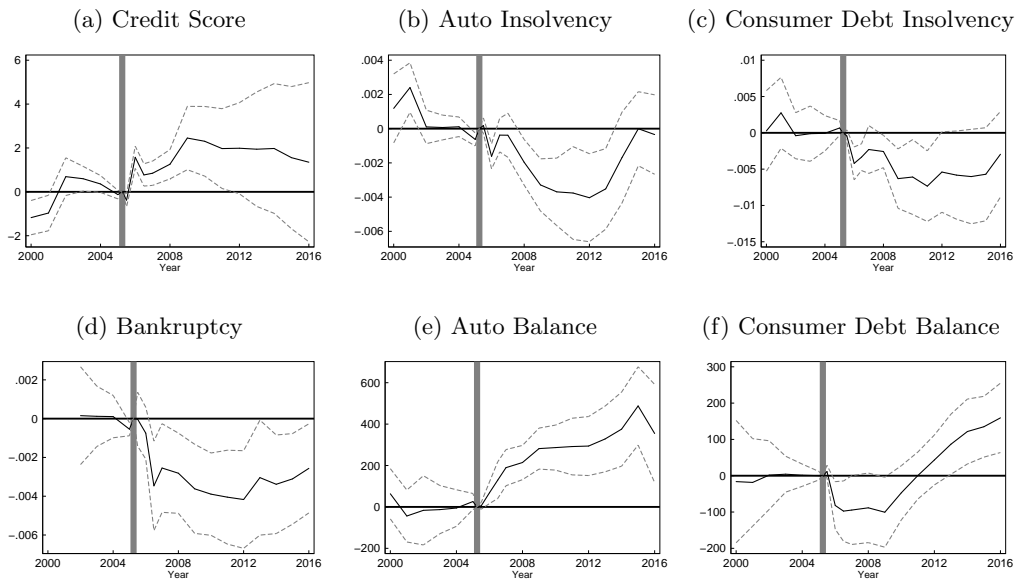 (a) Credit Score
6
4
2
0
−2
2000 2004 2008 2012 2016
Year
(b) Auto Insolvency
.004
.002
0
−.002
−.004
−.006
2000 2004 2008 2012 2016
Year
(c) Consumer Debt Insolvency
.01
.005
0
−.005
−.01
−.015
2000 2004 2008 2012 2016
Year
(d) Bankruptcy
.002
0
−.002
−.004
−.006
2000 2004 2008 2012 2016
Year
(e) Auto Balance
600
400
200
0
−200
2000 2004 2008 2012 2016
Year
(f) Consumer Debt Balance
300
200
100
0
−100
−200
2000 2004 2008 2012 2016
Year